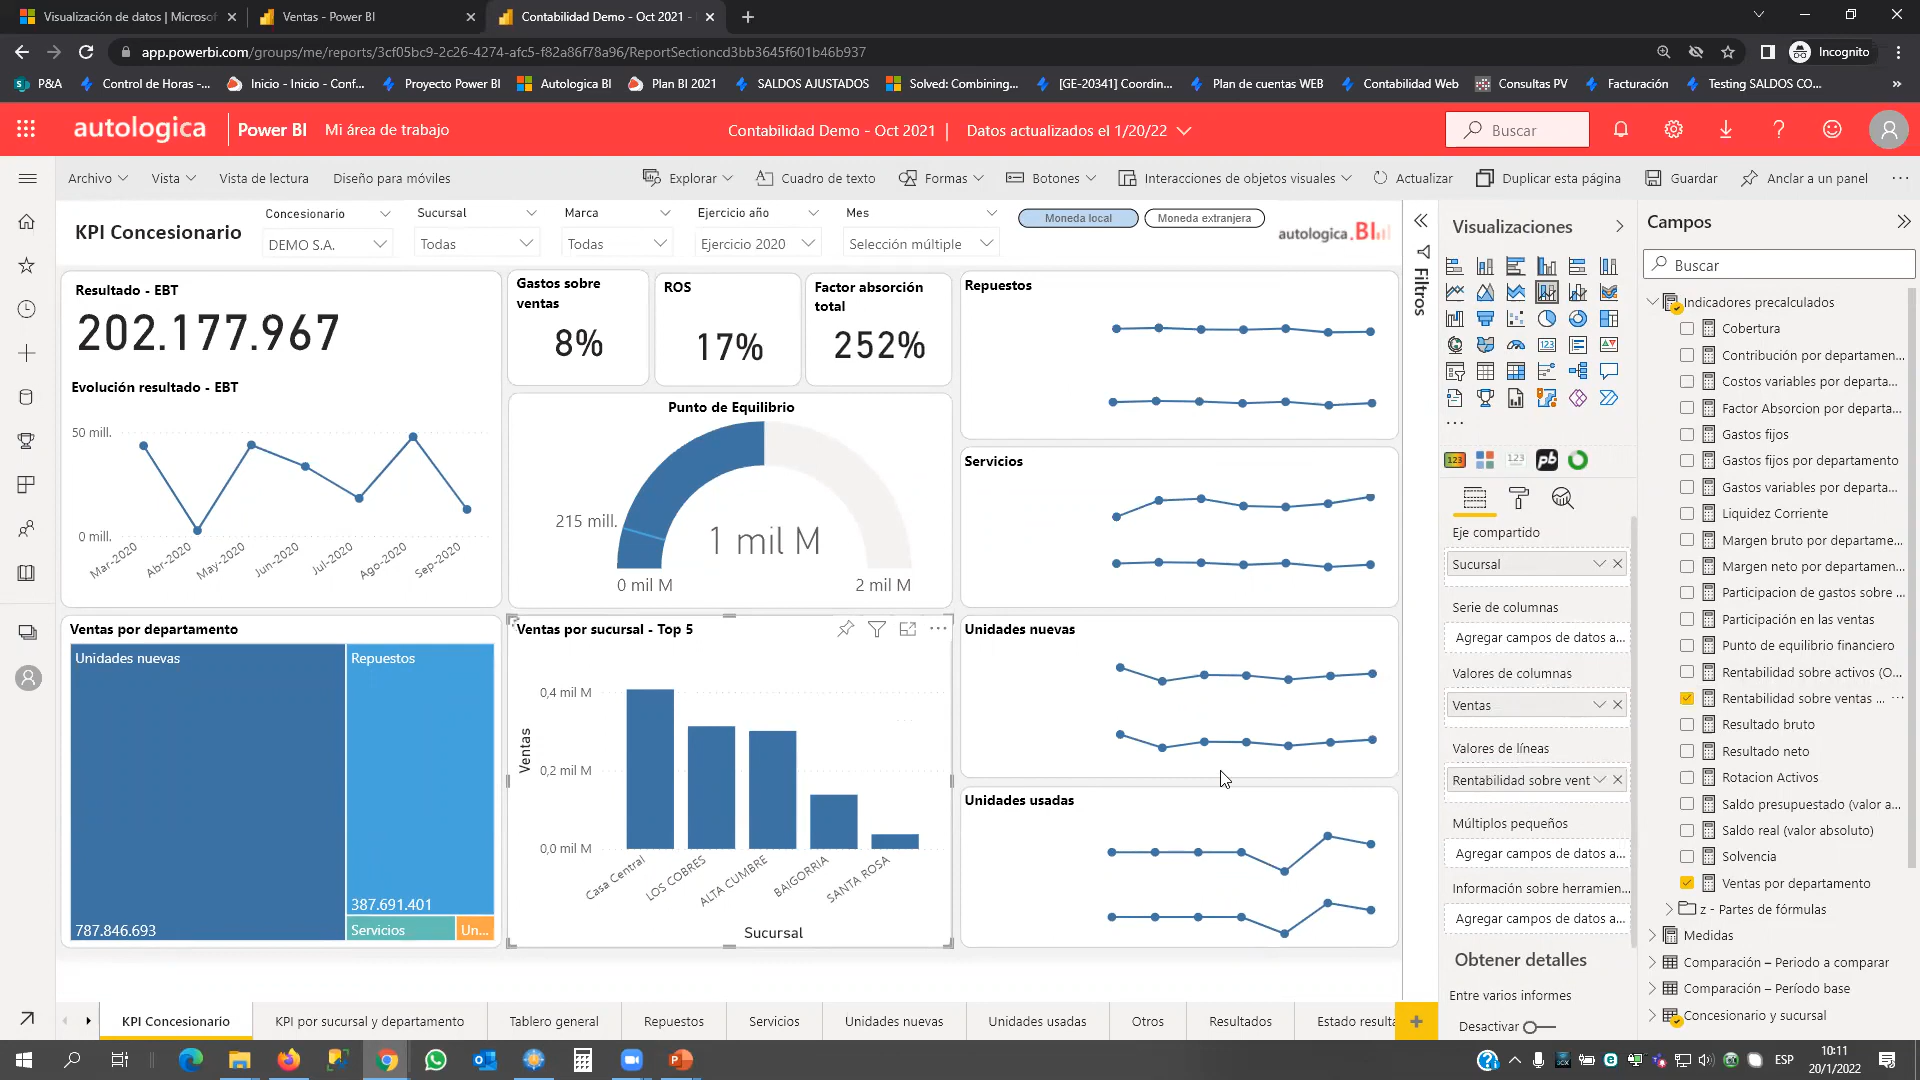 Visualización de datos | Microsof
Ventas - Power BI
Contabilidad Demo - Oct 2021 -
app.powerbi.com/groups/me/reports/3cf05bc9-2c26-4274-afc5-f82a86f78a96/ReportSectioncd3bb3645f601b46b937
Incognito
P&A
Control de Horas -...
Inicio - Inicio - Conf...
Proyecto Power BI
Autologica BI
Plan BI 2021
SALDOS AJUSTADOS
Solved: Combining...
[GE-20341] Coordin...
Plan de cuentas WEB
Contabilidad Web
Consultas PV
Facturación
Testing SALDOS CO...
autologica
Power BI
Mi área de trabajo
Contabilidad Demo - Oct 2021
Datos actualizados el 1/20/22
Buscar
Archivo
Vista
Vista de lectura
Diseño para móviles
Explorar
Cuadro de texto
Formas
Botones
Interacciones de objetos visuales
Actualizar
Duplicar esta página
Guardar
Anclar a un panel
KPI Concesionario
Concesionario
DEMO S.A.
Sucursal
Todas
Marca
Todas
Ejercicio año
Ejercicio 2020
Mes
Selección múltiple
Moneda local
Moneda extranjera
autologica.BI
Resultado - EBT
202.177.967
Evolución resultado - EBT
50 mill.
0 mill.
Mar-2020
Abr-2020
May-2020
Jun-2020
Jul-2020
Ago-2020
Sep-2020
Gastos sobre
ventas
8%
ROS
17%
Factor absorción
total
252%
Punto de Equilibrio
215 mill.
1 mil M
0 mil M
2 mil M
Repuestos
Servicios
Unidades nuevas
Unidades usadas
Ventas por departamento
Unidades nuevas
787.846.693
Repuestos
387.691.401
Servicios
Un...
Ventas por sucursal - Top 5
0,4 mil M
0,2 mil M
0,0 mil M
Ventas
Casa Central
LOS COBRES
ALTA CUMBRE
BAIGORRIA
SANTA ROSA
Sucursal
Filtros
Visualizaciones
Eje compartido
Sucursal
Serie de columnas
Agregar campos de datos a...
Valores de columnas
Ventas
Valores de líneas
Rentabilidad sobre vent
Múltiplos pequeños
Agregar campos de datos a...
Información sobre herramien...
Agregar campos de datos a...
Obtener detalles
Entre varios informes
Desactivar
Campos
Buscar
Indicadores precalculados
Cobertura
Contribución por departamen...
Costos variables por departa...
Factor Absorcion por departa...
Gastos fijos
Gastos fijos por departamento
Gastos variables por departa...
Liquidez Corriente
Margen bruto por departame...
Margen neto por departamen...
Participacion de gastos sobre ...
Participación en las ventas
Punto de equilibrio financiero
Rentabilidad sobre activos (O...
Rentabilidad sobre ventas ...
Resultado bruto
Resultado neto
Rotacion Activos
Saldo presupuestado (valor a...
Saldo real (valor absoluto)
Solvencia
Ventas por departamento
z - Partes de fórmulas
Medidas
Comparación – Periodo a comparar
Comparación – Período base
Concesionario y sucursal
KPI Concesionario
KPI por sucursal y departamento
Tablero general
Repuestos
Servicios
Unidades nuevas
Unidades usadas
Otros
Resultados
Estado resulta
ESP
10:11
20/1/2022